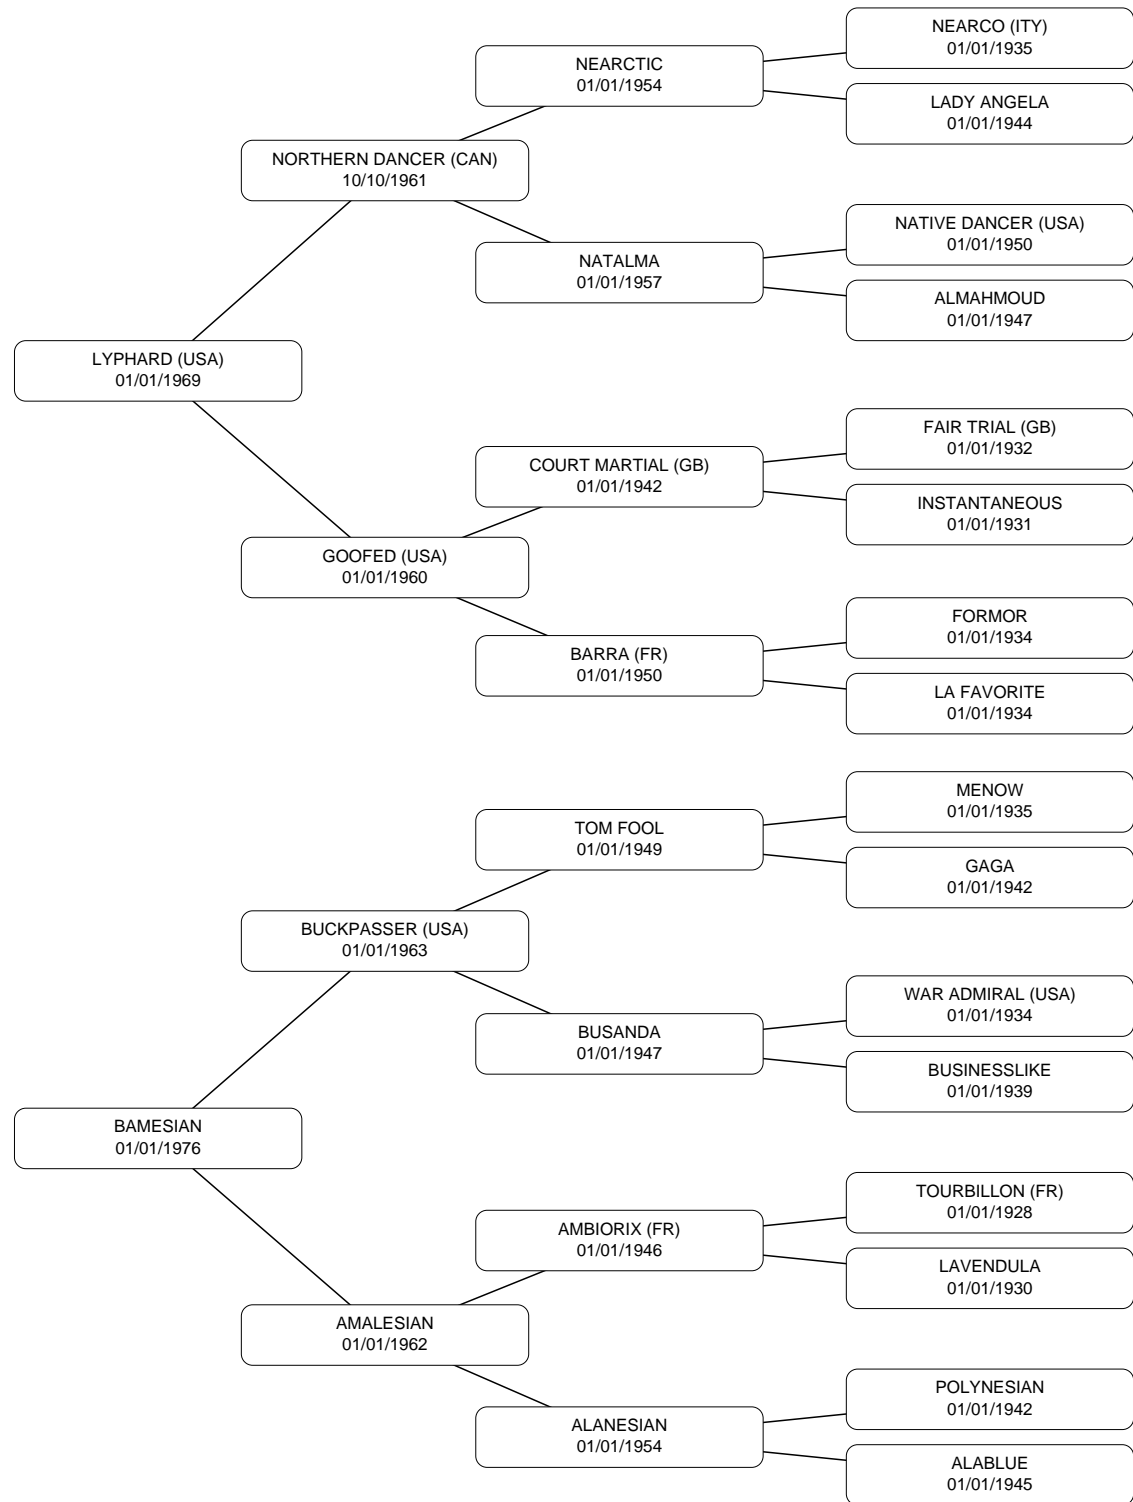 NEARCO (ITY)
01/01/1935
NEARCTIC
01/01/1954
LADY ANGELA
01/01/1944
NORTHERN DANCER (CAN)
10/10/1961
NATIVE DANCER (USA)
01/01/1950
NATALMA
01/01/1957
ALMAHMOUD
01/01/1947
LYPHARD (USA)
01/01/1969
FAIR TRIAL (GB)
01/01/1932
COURT MARTIAL (GB)
01/01/1942
INSTANTANEOUS
01/01/1931
GOOFED (USA)
01/01/1960
FORMOR
01/01/1934
BARRA (FR)
01/01/1950
LA FAVORITE
01/01/1934
MENOW
01/01/1935
TOM FOOL
01/01/1949
GAGA
01/01/1942
BUCKPASSER (USA)
01/01/1963
WAR ADMIRAL (USA)
01/01/1934
BUSANDA
01/01/1947
BUSINESSLIKE
01/01/1939
BAMESIAN
01/01/1976
TOURBILLON (FR)
01/01/1928
AMBIORIX (FR)
01/01/1946
LAVENDULA
01/01/1930
AMALESIAN
01/01/1962
POLYNESIAN
01/01/1942
ALANESIAN
01/01/1954
ALABLUE
01/01/1945